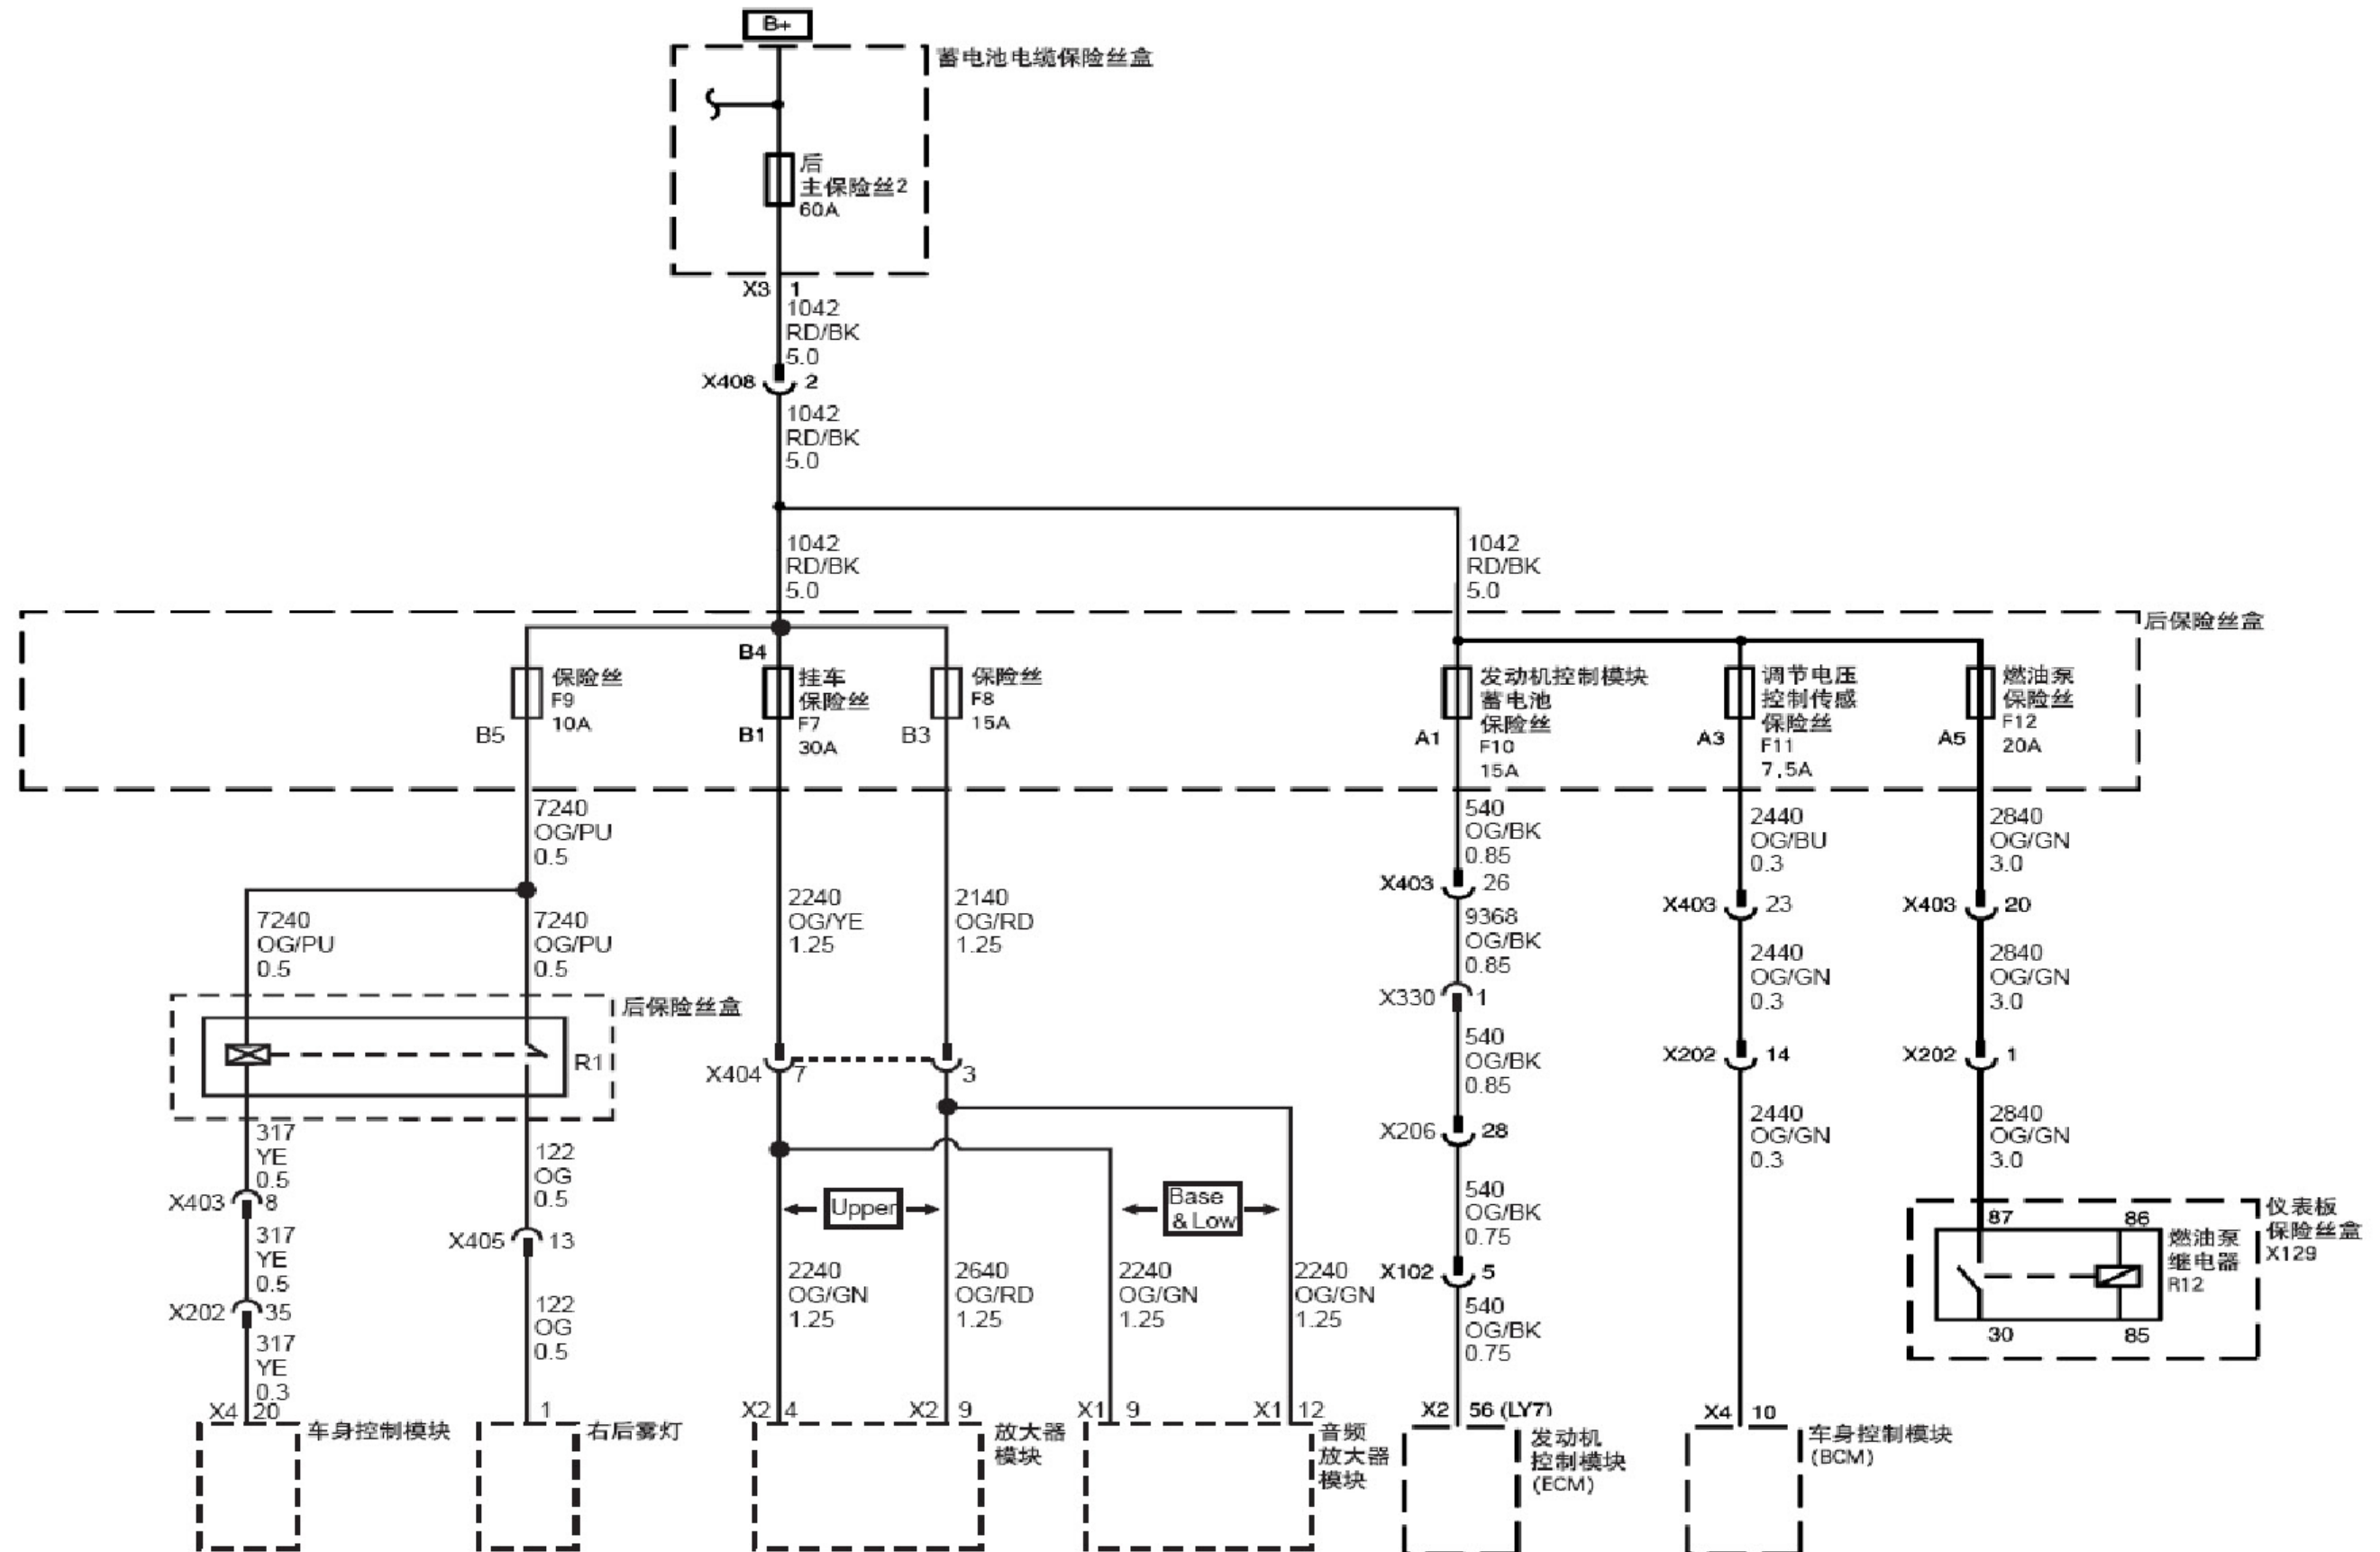 B+
蓄电池电缆保险丝盒
后
主保险丝2
60A
X3 1
1042
RD/BK
5.0
X408 2
1042
RD/BK
5.0
1042
RD/BK
5.0
1042
RD/BK
5.0
后保险丝盒
保险丝
F9
10A
B5
B4
挂车
保险丝
F7
30A
B1
保险丝
F8
15A
B3
发动机控制模块
蓄电池
保险丝
F10
15A
A1
调节电压
控制传感
保险丝
F11
7.5A
A3
燃油泵
保险丝
F12
20A
A5
7240
OG/PU
0.5
7240
OG/PU
0.5
7240
OG/PU
0.5
后保险丝盒
R1
317
YE
0.5
X403 8
317
YE
0.5
X202 35
317
YE
0.3
X4 20
车身控制模块
122
OG
0.5
X405 13
122
OG
0.5
1
右后雾灯
2240
OG/YE
1.25
2140
OG/RD
1.25
X404 7 3
Upper
Base
& Low
2240
OG/GN
1.25
2640
OG/RD
1.25
2240
OG/GN
1.25
2240
OG/GN
1.25
X2 4 X2 9
放大器
模块
X1 9 X1 12
音频
放大器
模块
540
OG/BK
0.85
X403 26
9368
OG/BK
0.85
X330 1
540
OG/BK
0.85
X206 28
540
OG/BK
0.75
X102 5
540
OG/BK
0.75
X2 56 (LY7)
发动机
控制模块
(ECM)
2440
OG/BU
0.3
X403 23
2440
OG/GN
0.3
X202 14
2440
OG/GN
0.3
X4 10
车身控制模块
(BCM)
2840
OG/GN
3.0
X403 20
2840
OG/GN
3.0
X202 1
2840
OG/GN
3.0
87 86
仪表板
保险丝盒
X129
燃油泵
继电器
R12
30 85